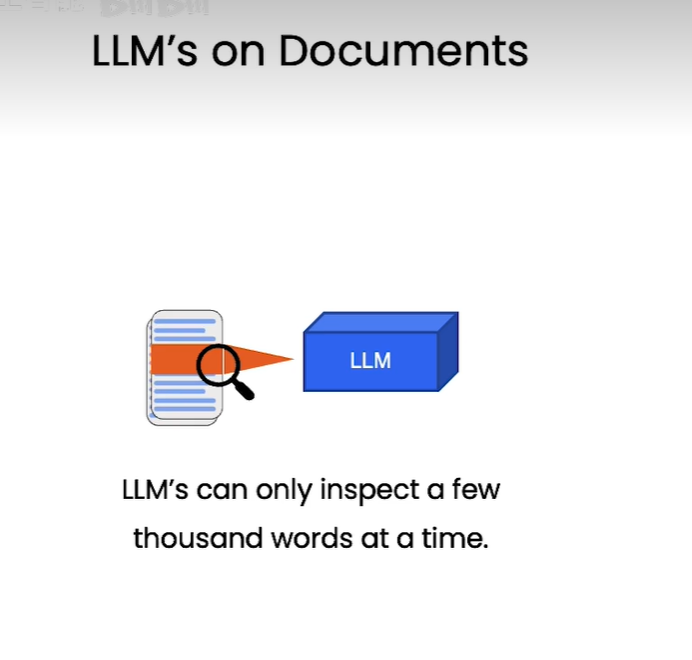 LLM's on Documents
LLM
LLM's can only inspect a few
thousand words at a time.